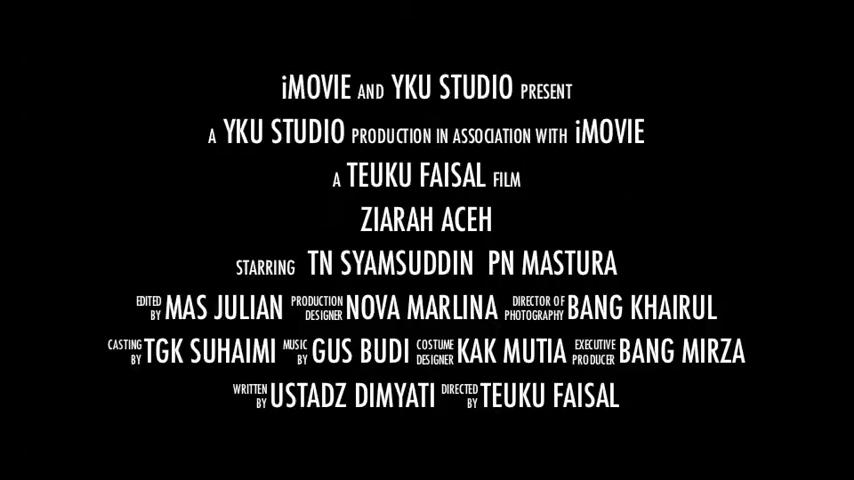 iMOVIE AND YKU STUDIO PRESENT
A YKU STUDIO PRODUCTION IN ASSOCIATION WITH iMOVIE
A TEUKU FAISAL FILM
ZIARAH ACEH
STARRING TN SYAMSUDDIN PN MASTURA
EDITED BY MAS JULIAN PRODUCTION DESIGNER NOVA MARLINA DIRECTOR OF PHOTOGRAPHY BANG KHAIRUL
CASTING BY TGK SUHAIMI MUSIC BY GUS BUDI COSTUME DESIGNER KAK MUTIA EXECUTIVE PRODUCER BANG MIRZA
WRITTEN BY USTADZ DIMYATI DIRECTED BY TEUKU FAISAL